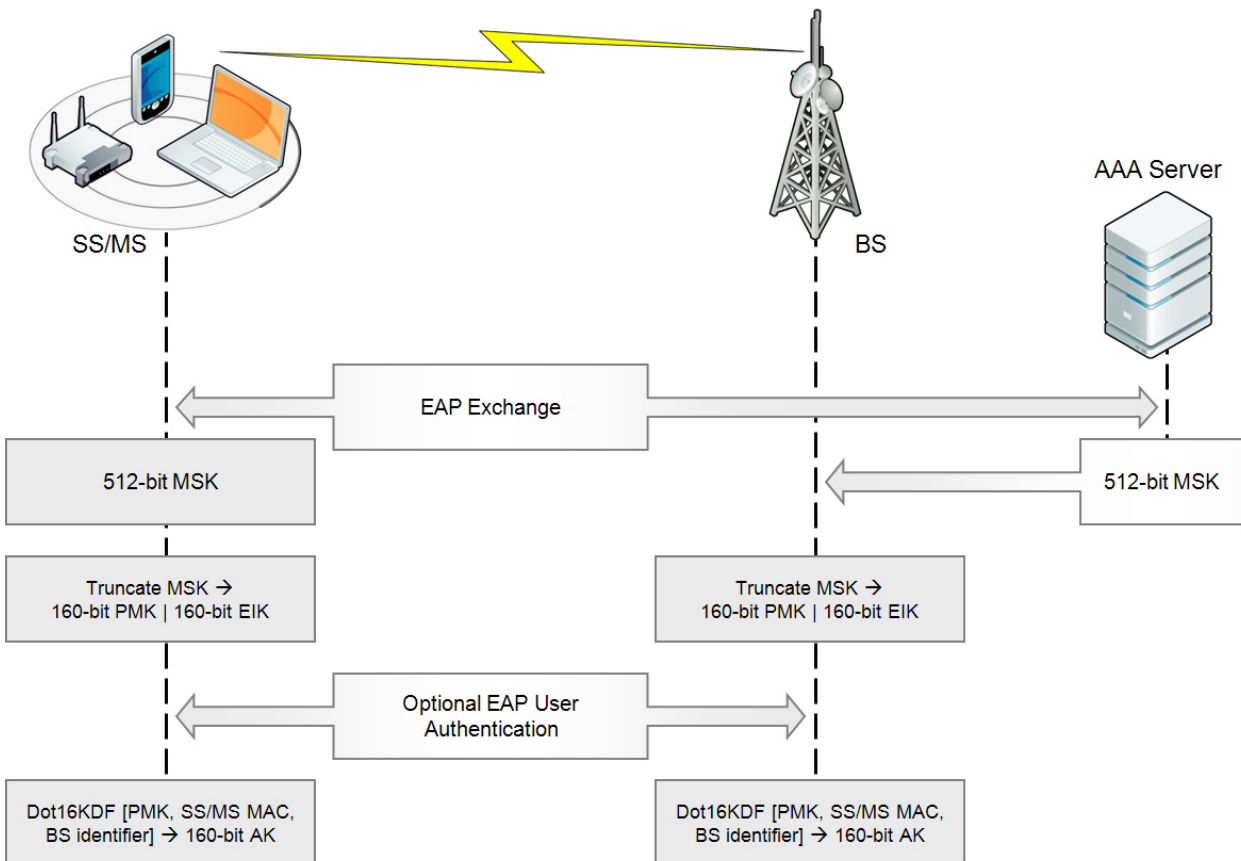 AAA Server
SS/MS
BS
EAP Exchange
512-bit MSK
512-bit MSK
Truncate MSK →
160-bit PMK | 160-bit EIK
Truncate MSK →
160-bit PMK | 160-bit EIK
Optional EAP User
Authentication
Dot16KDF [PMK, SS/MS MAC,
BS identifier] → 160-bit AK
Dot16KDF [PMK, SS/MS MAC,
BS identifier] → 160-bit AK